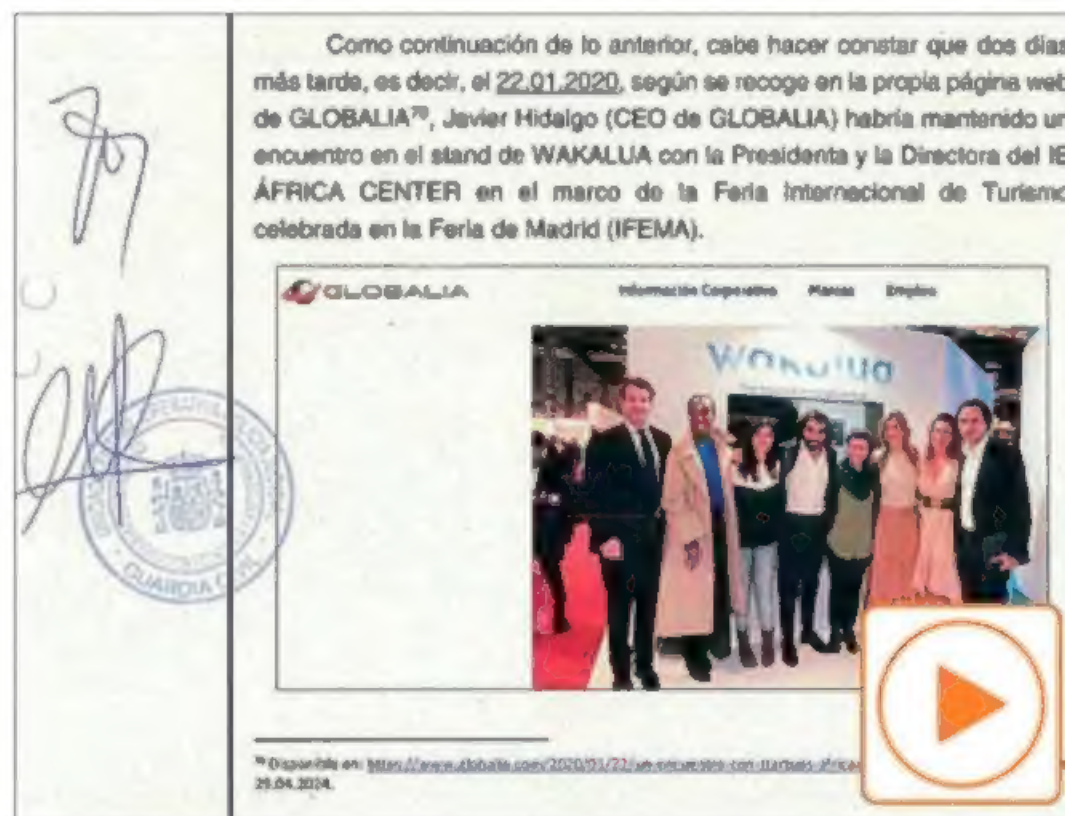 Como continuación de lo anterior, cabe hacer constar que dos días
más tarde, es decir, el 22.01.2020, según se recoge en la propia página web
de GLOBALIA⁷⁰, Javier Hidalgo (CEO de GLOBALIA) habría mantenido un
encuentro en el stand de WAKALUA con la Presidenta y la Directora del IE
ÁFRICA CENTER en el marco de la Feria Internacional de Turismo
celebrada en la Feria de Madrid (IFEMA).
GLOBALIA
Información Corporativa Marcas Empleo
Wakalua
GUARDIA CIVIL
Disponible en:
29.04.2024.